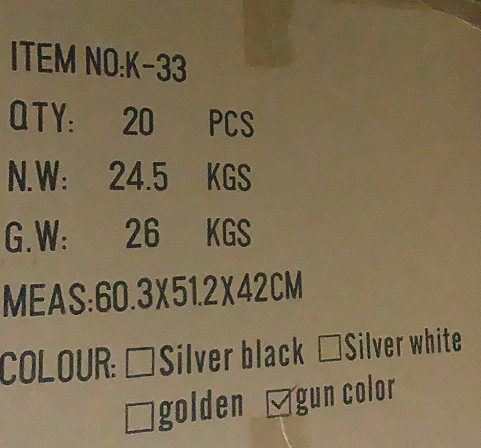 ITEM NO:K-33
QTY: 20 PCS
N.W: 24.5 KGS
G.W: 26 KGS
MEAS:60.3X51.2X42CM
COLOUR: ☐Silver black ☐Silver white
☐golden ☑gun color